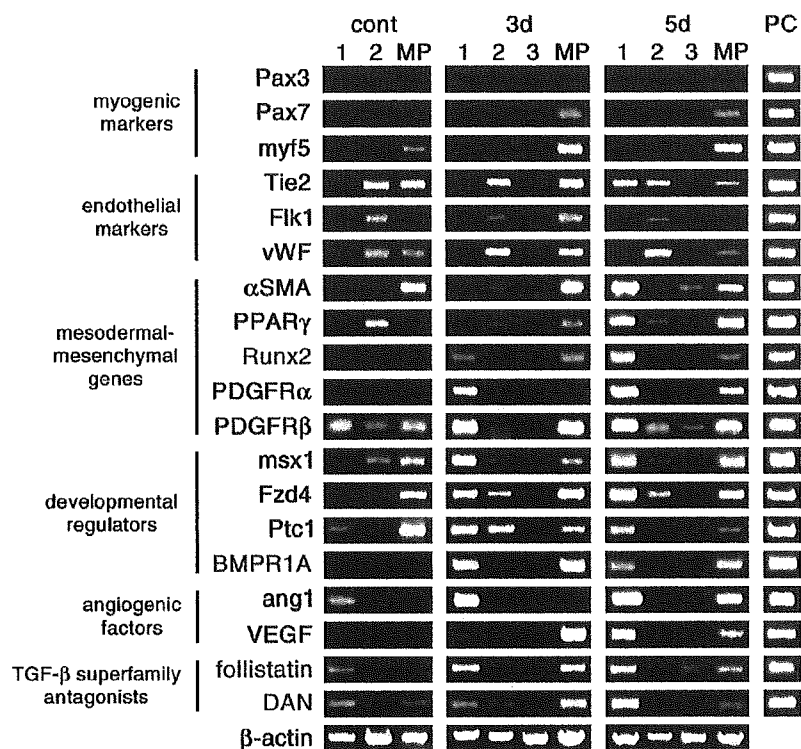 cont 3d 5d PC
1 2 MP 1 2 3 MP 1 2 3 MP
myogenic markers
Pax3
Pax7
myf5
endothelial markers
Tie2
Flk1
vWF
mesodermal-mesenchymal genes
αSMA
PPARγ
Runx2
PDGFRα
PDGFRβ
developmental regulators
msx1
Fzd4
Ptc1
BMPR1A
angiogenic factors
ang1
VEGF
TGF-β superfamily antagonists
follistatin
DAN
β-actin